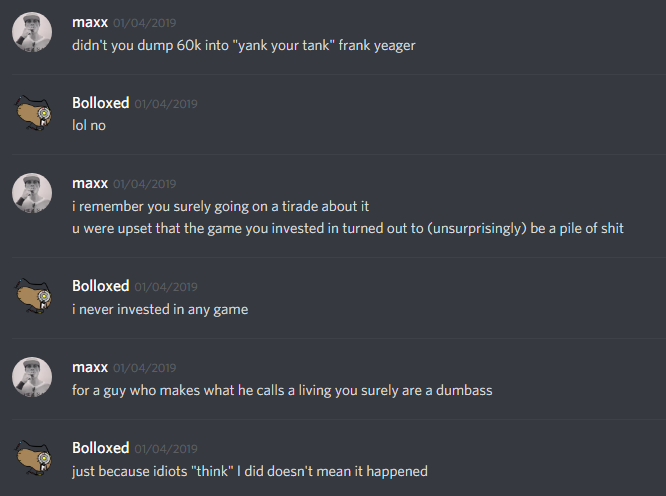 maxx 01/04/2019
didn't you dump 60k into "yank your tank" frank yeager
Bolloxed 01/04/2019
lol no
maxx 01/04/2019
i remember you surely going on a tirade about it
u were upset that the game you invested in turned out to (unsurprisingly) be a pile of shit
Bolloxed 01/04/2019
i never invested in any game
maxx 01/04/2019
for a guy who makes what he calls a living you surely are a dumbass
Bolloxed 01/04/2019
just because idiots "think" I did doesn't mean it happened